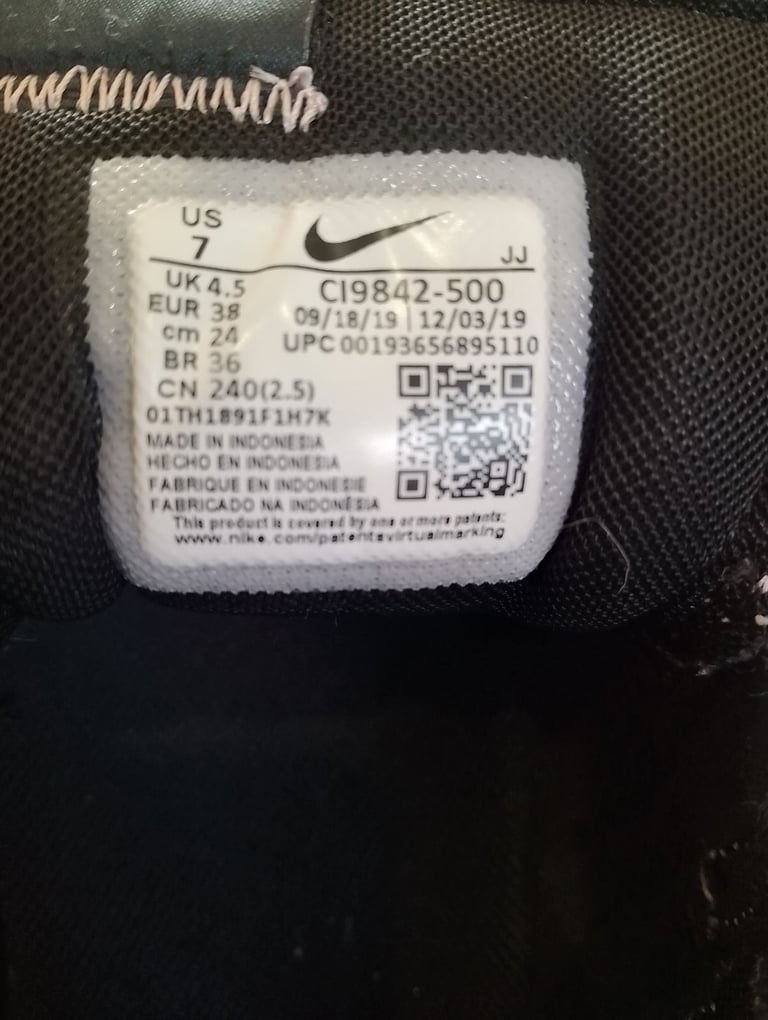 US
7
JJ
UK 4.5
EUR 38
cm 24
BR 36
CN 240(2.5)
CI9842-500
09/18/19 | 12/03/19
UPC 00193656895110
01TH1891F1H7K
MADE IN INDONESIA
HECHO EN INDONESIA
FABRIQUE EN INDONESIE
FABRICADO NA INDONÉSIA
This product is covered by one or more patents:
www.nike.com/patentsvirtualmarking